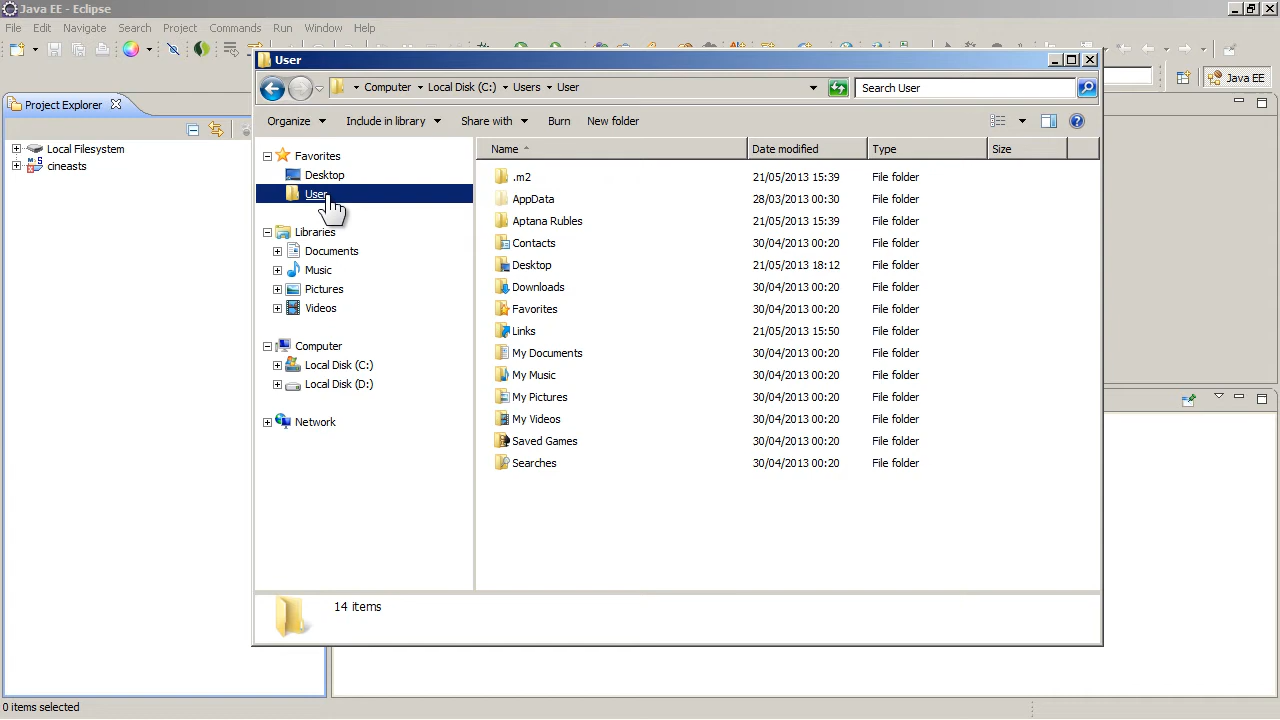 Java EE - Eclipse
File Edit Navigate Search Project Commands Run Window Help
User
Computer Local Disk (C:) Users User
Search User
Java EE
Project Explorer
Organize Include in library Share with Burn New folder
Local Filesystem
cineasts
Favorites
Desktop
User
Libraries
Documents
Music
Pictures
Videos
Computer
Local Disk (C:)
Local Disk (D:)
Network
Name Date modified Type Size
.m2 21/05/2013 15:39 File folder
AppData 28/03/2013 00:30 File folder
Aptana Rubles 21/05/2013 15:39 File folder
Contacts 30/04/2013 00:20 File folder
Desktop 21/05/2013 18:12 File folder
Downloads 30/04/2013 00:20 File folder
Favorites 30/04/2013 00:20 File folder
Links 21/05/2013 15:50 File folder
My Documents 30/04/2013 00:20 File folder
My Music 30/04/2013 00:20 File folder
My Pictures 30/04/2013 00:20 File folder
My Videos 30/04/2013 00:20 File folder
Saved Games 30/04/2013 00:20 File folder
Searches 30/04/2013 00:20 File folder
14 items
0 items selected